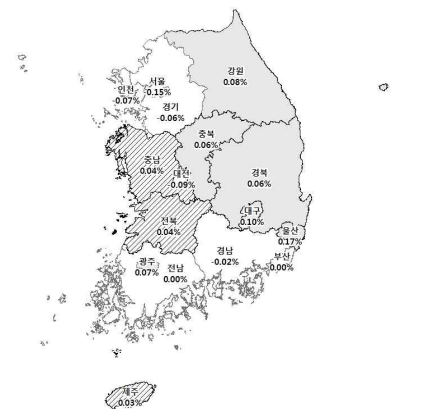 강원
0.08%
서울
0.15%
인천
-0.07%
경기
-0.06%
충북
0.06%
충남
0.04%
대전
0.09%
경북
0.06%
대구
0.10%
전북
0.04%
울산
0.17%
경남
-0.02%
부산
0.00%
광주
0.07%
전남
0.00%
제주
0.03%